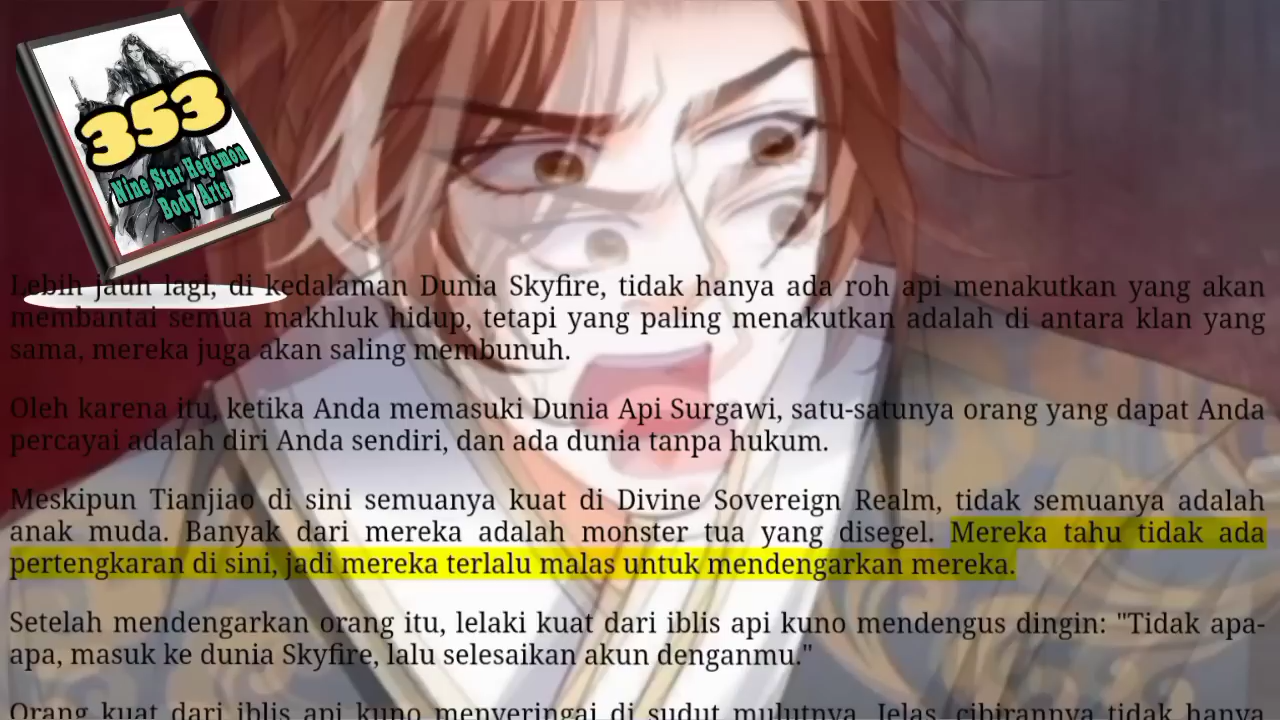 353
Nine Star Hegemon
Body Arts
Lebih jauh lagi, di kedalaman Dunia Skyfire, tidak hanya ada roh api menakutkan yang akan
membantai semua makhluk hidup, tetapi yang paling menakutkan adalah di antara klan yang
sama, mereka juga akan saling membunuh.
Oleh karena itu, ketika Anda memasuki Dunia Api Surgawi, satu-satunya orang yang dapat Anda
percayai adalah diri Anda sendiri, dan ada dunia tanpa hukum.
Meskipun Tianjiao di sini semuanya kuat di Divine Sovereign Realm, tidak semuanya adalah
anak muda. Banyak dari mereka adalah monster tua yang disegel. Mereka tahu tidak ada
pertengkaran di sini, jadi mereka terlalu malas untuk mendengarkan mereka.
Setelah mendengarkan orang itu, lelaki kuat dari iblis api kuno mendengus dingin: "Tidak apa-
apa, masuk ke dunia Skyfire, lalu selesaikan akun denganmu."
Orang kuat dari iblis api kuno menyeringai di sudut mulutnya. Jelas, cibirannya tidak hanya